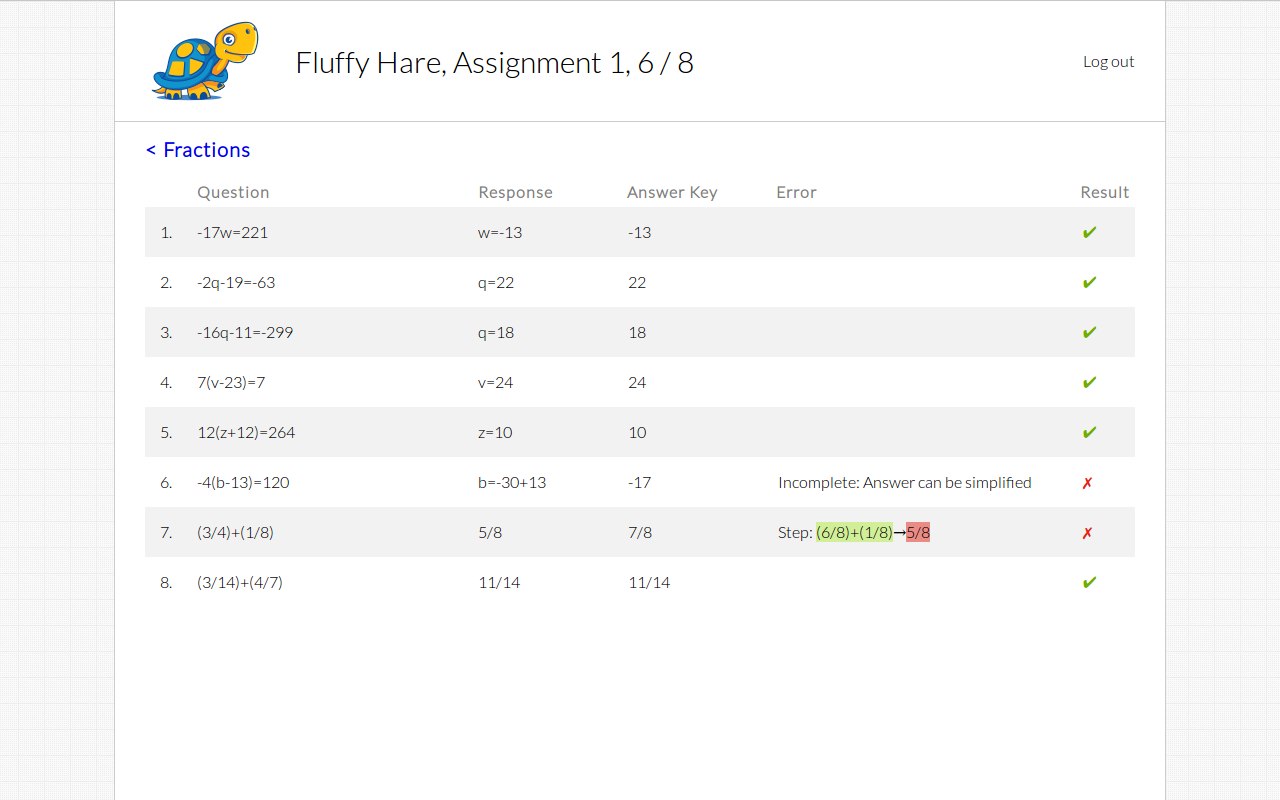 Fluffy Hare, Assignment 1, 6 / 8
Log out
< Fractions
Question Response Answer Key Error Result
1. -17w=221 w=-13 -13 ✔
2. -2q-19=-63 q=22 22 ✔
3. -16q-11=-299 q=18 18 ✔
4. 7(v-23)=7 v=24 24 ✔
5. 12(z+12)=264 z=10 10 ✔
6. -4(b-13)=120 b=-30+13 -17 Incomplete: Answer can be simplified ✗
7. (3/4)+(1/8) 5/8 7/8 Step: (6/8)+(1/8)→5/8 ✗
8. (3/14)+(4/7) 11/14 11/14 ✔